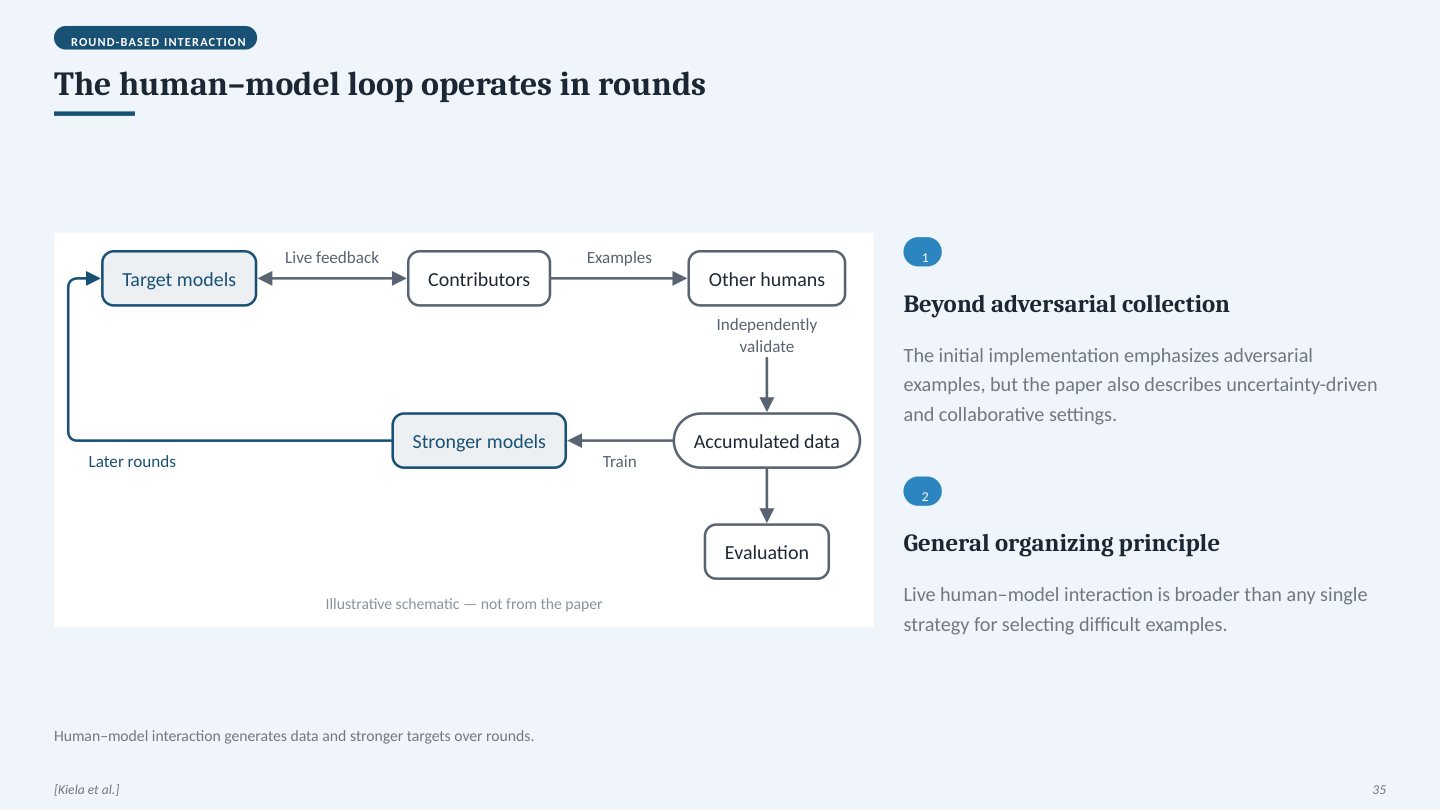 ROUND-BASED INTERACTION
The human–model loop operates in rounds
Target models
Live feedback
Contributors
Examples
Other humans
Independently
validate
Stronger models
Accumulated data
Later rounds
Train
Evaluation
Illustrative schematic — not from the paper
1
Beyond adversarial collection
The initial implementation emphasizes adversarial
examples, but the paper also describes uncertainty-driven
and collaborative settings.
2
General organizing principle
Live human–model interaction is broader than any single
strategy for selecting difficult examples.
Human–model interaction generates data and stronger targets over rounds.
[Kiela et al.]
35